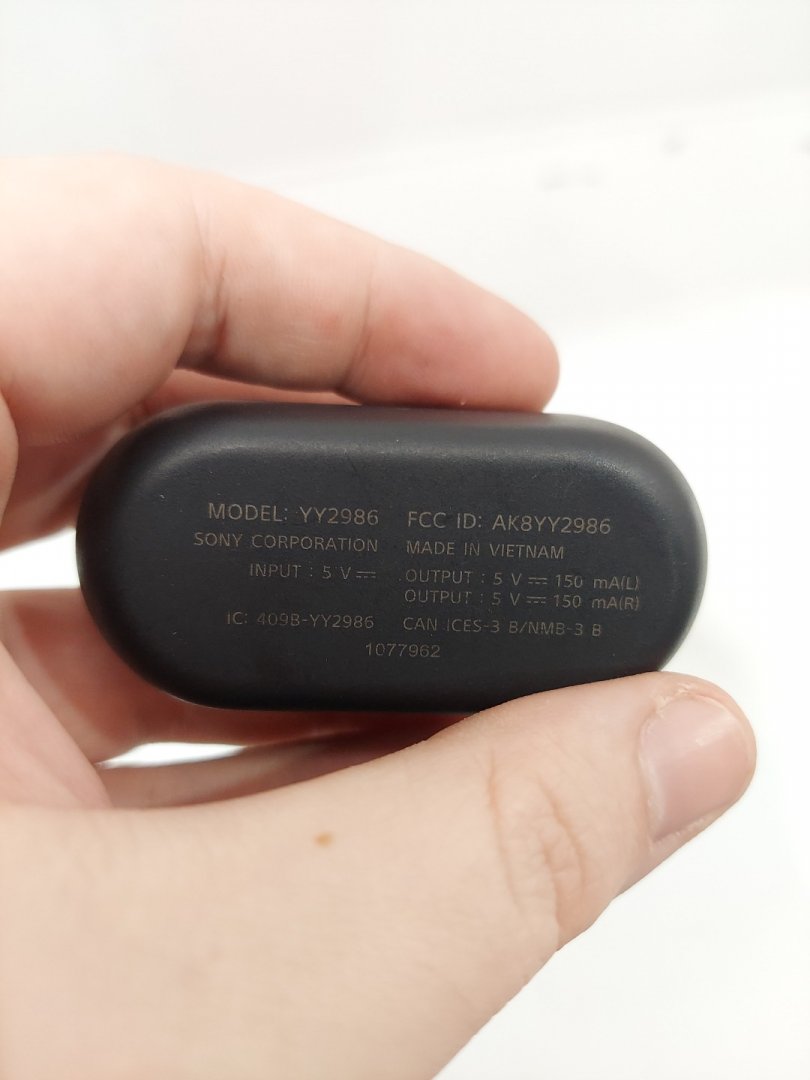 MODEL: YY2986 FCC ID: AK8YY2986
SONY CORPORATION MADE IN VIETNAM
INPUT : 5 V ⎓ OUTPUT : 5 V ⎓ 150 mA(L)
OUTPUT : 5 V ⎓ 150 mA(R)
IC: 409B-YY2986 CAN ICES-3 B/NMB-3 B
1077962